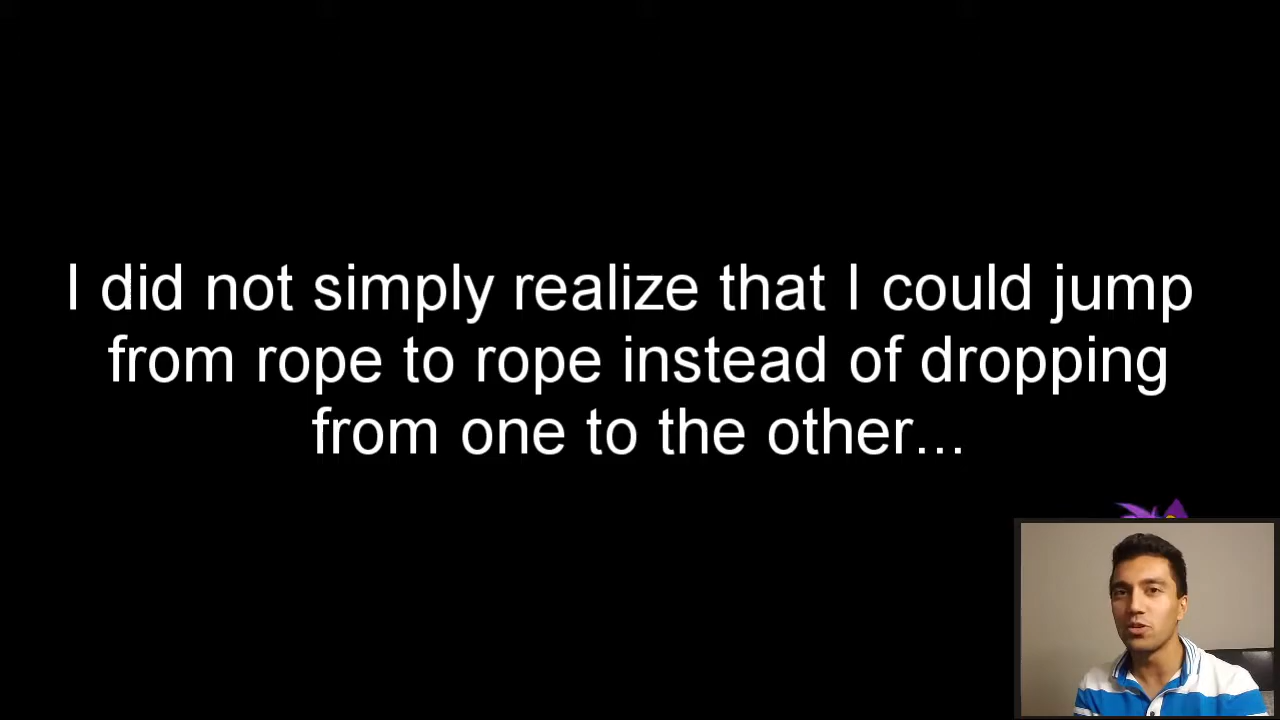 I did not simply realize that I could jump
from rope to rope instead of dropping
from one to the other...